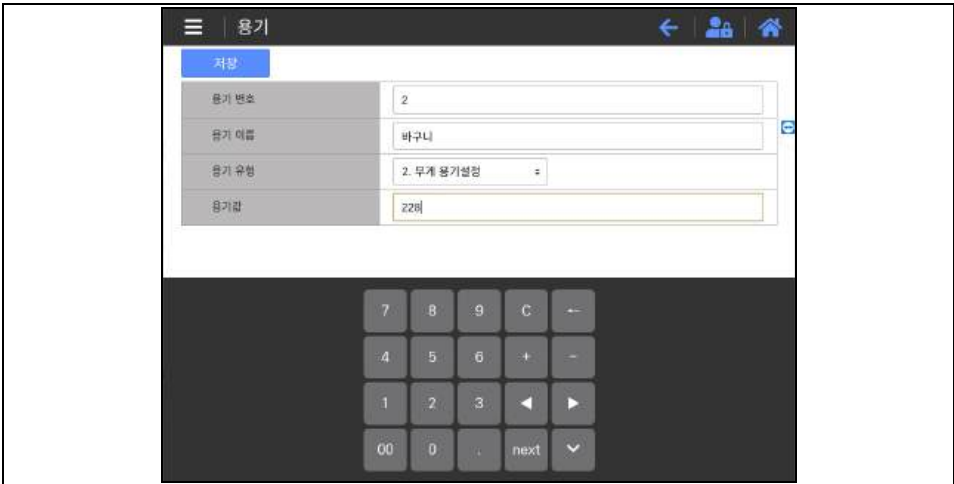 용기
저장
용기 번호 2
용기 이름 바구니
용기 유형 2. 무게 용기설정
용기값 228
7 8 9 C ←
4 5 6 + -
1 2 3 ◀ ▶
00 0 . next